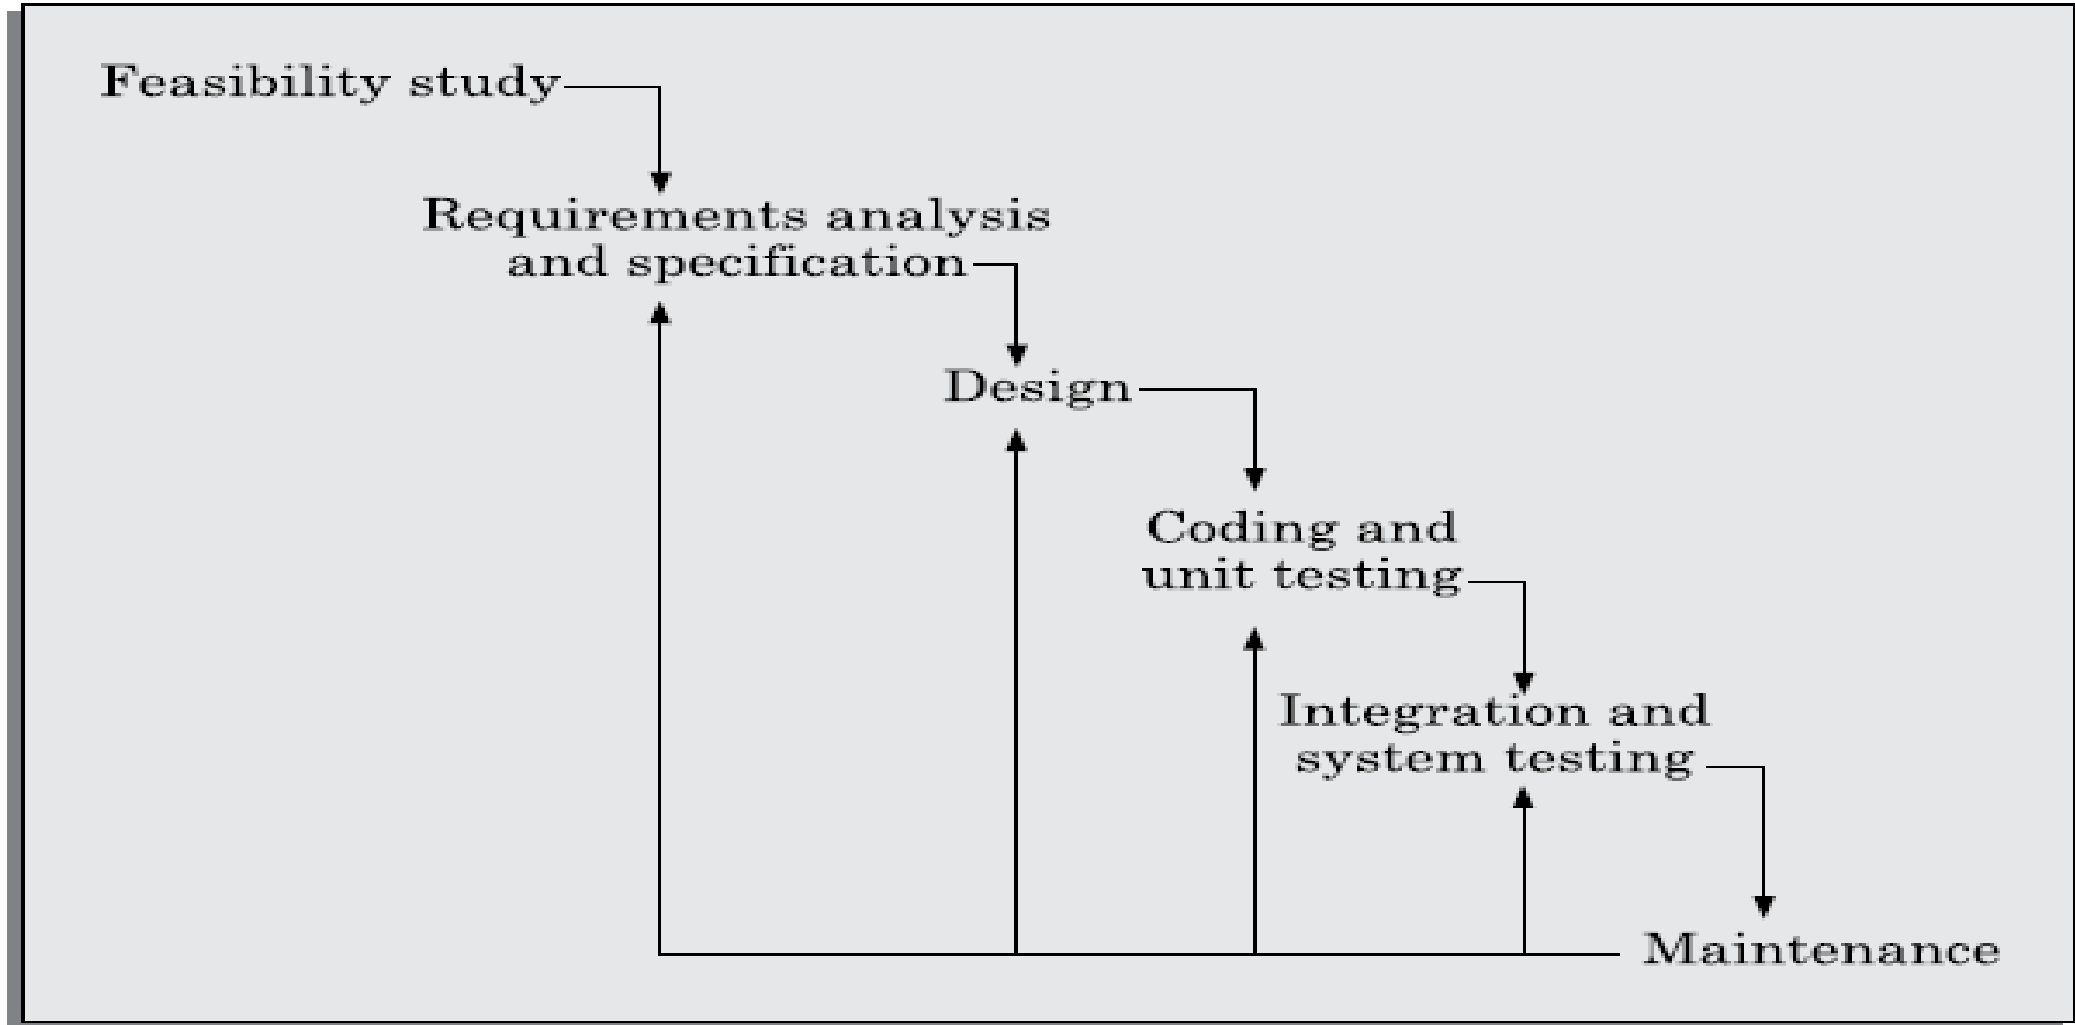 Feasibility study
Requirements analysis
and specification
Design
Coding and
unit testing
Integration and
system testing
Maintenance